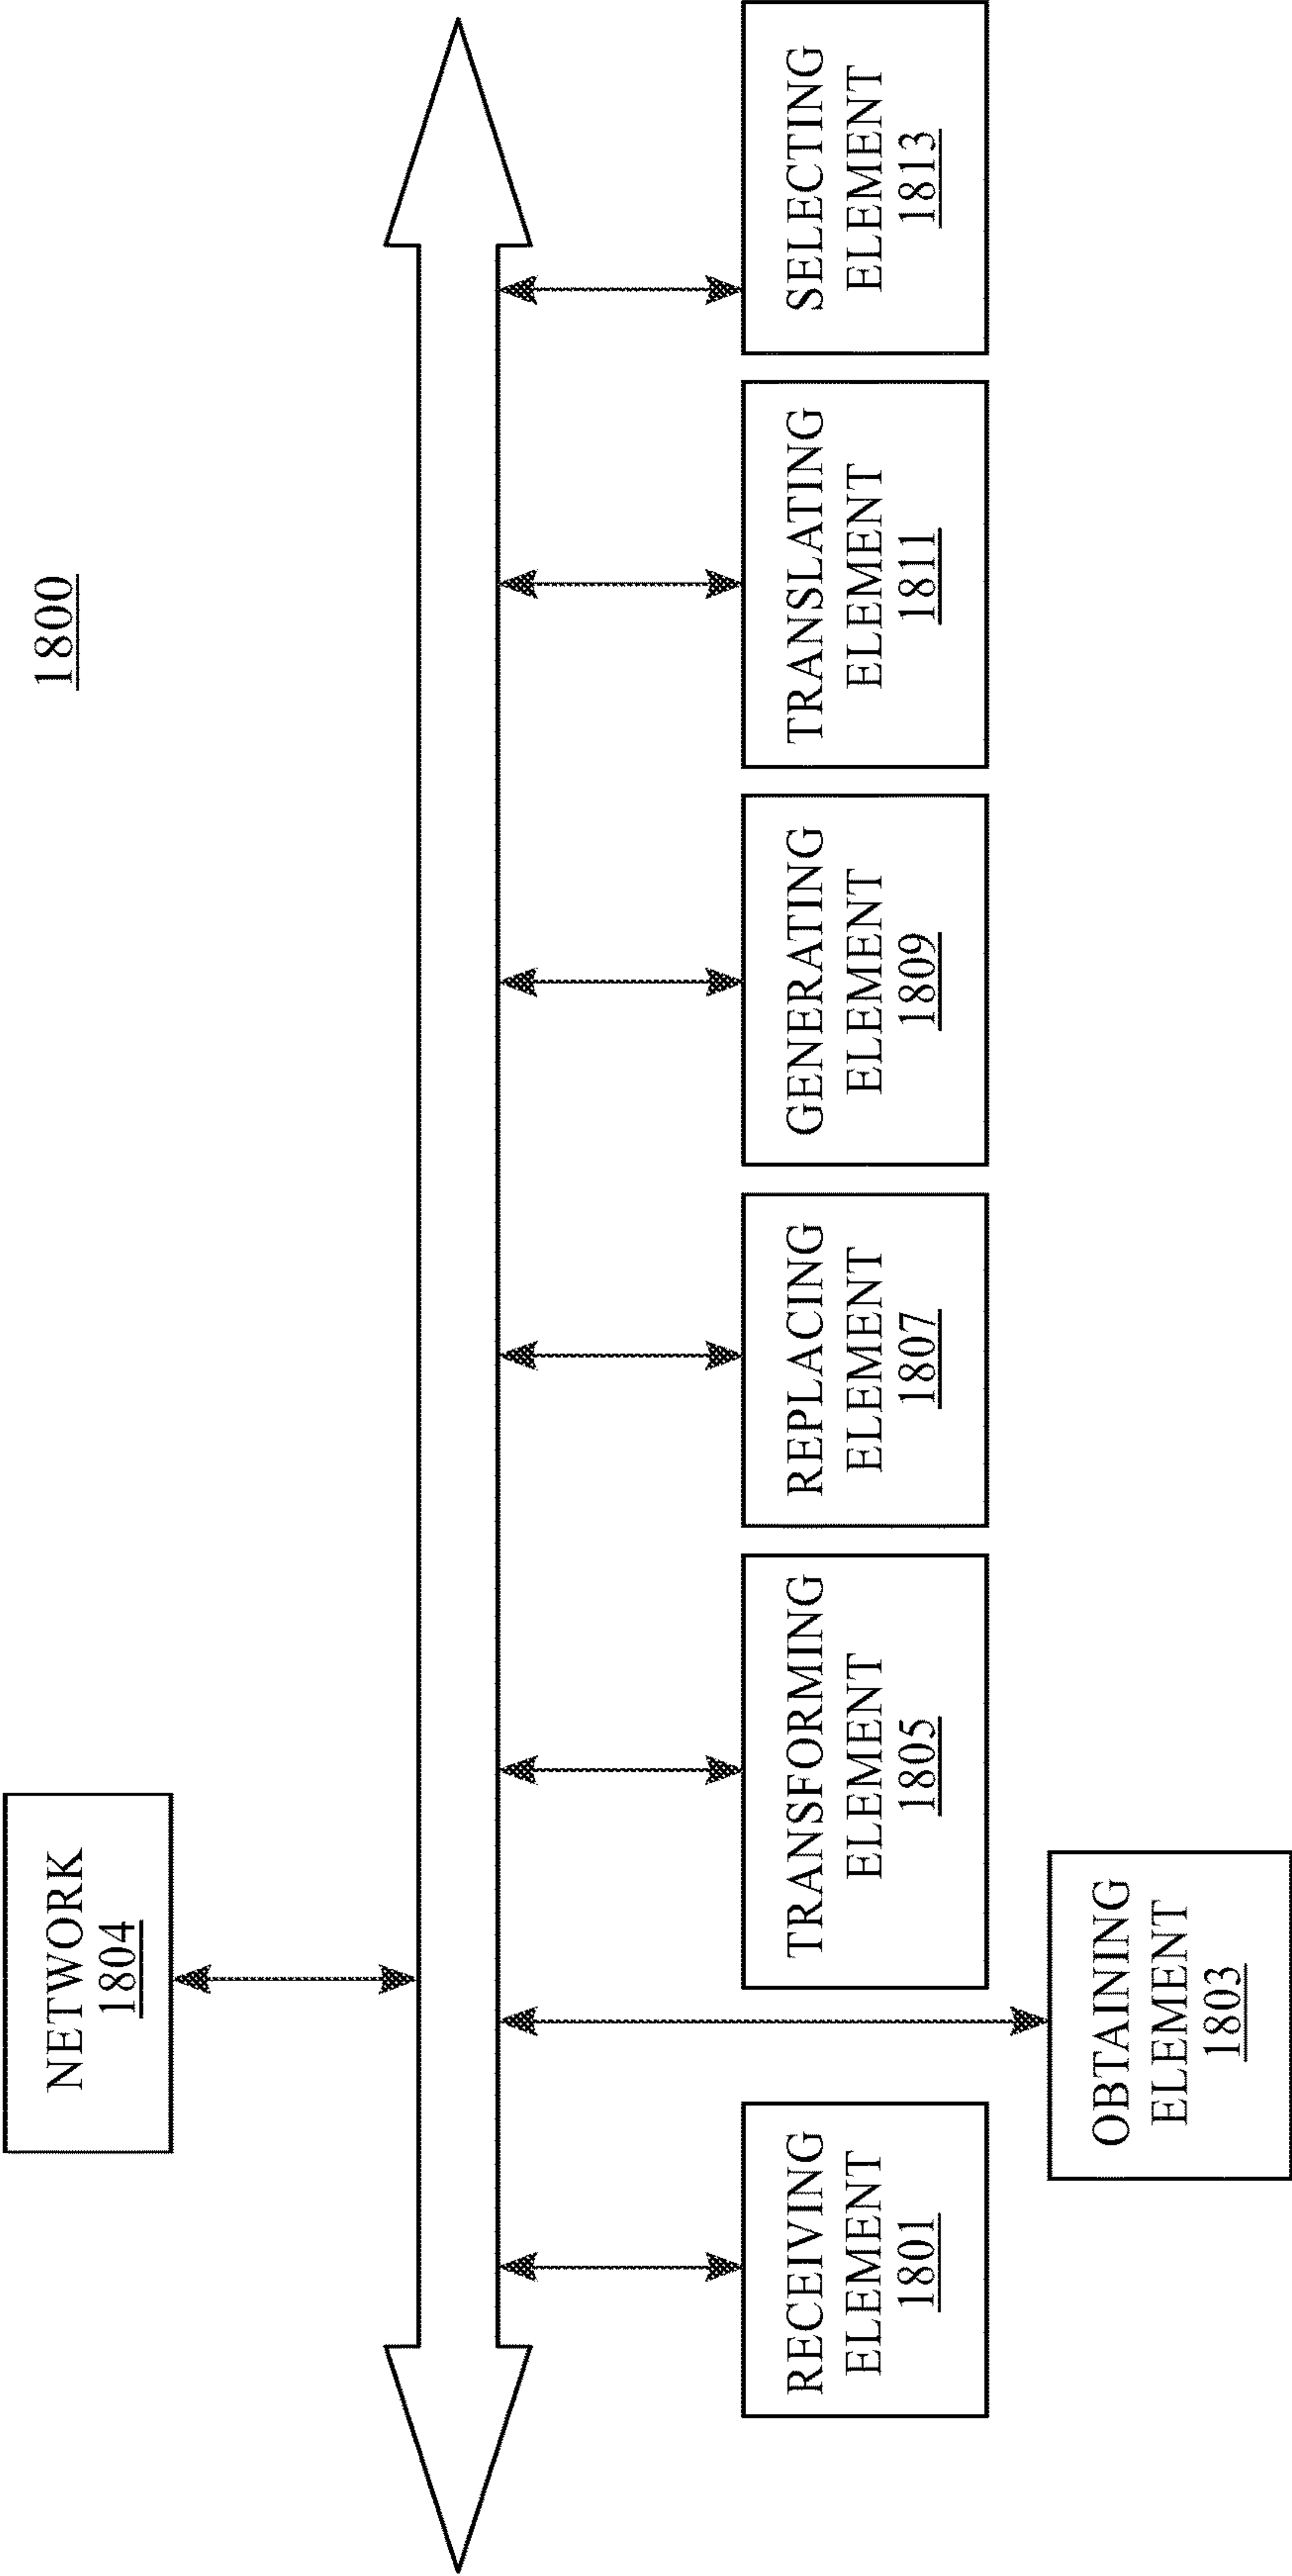 1800
NETWORK
1804
RECEIVING
ELEMENT
1801
OBTAINING
ELEMENT
1803
TRANSFORMING
ELEMENT
1805
REPLACING
ELEMENT
1807
GENERATING
ELEMENT
1809
TRANSLATING
ELEMENT
1811
SELECTING
ELEMENT
1813